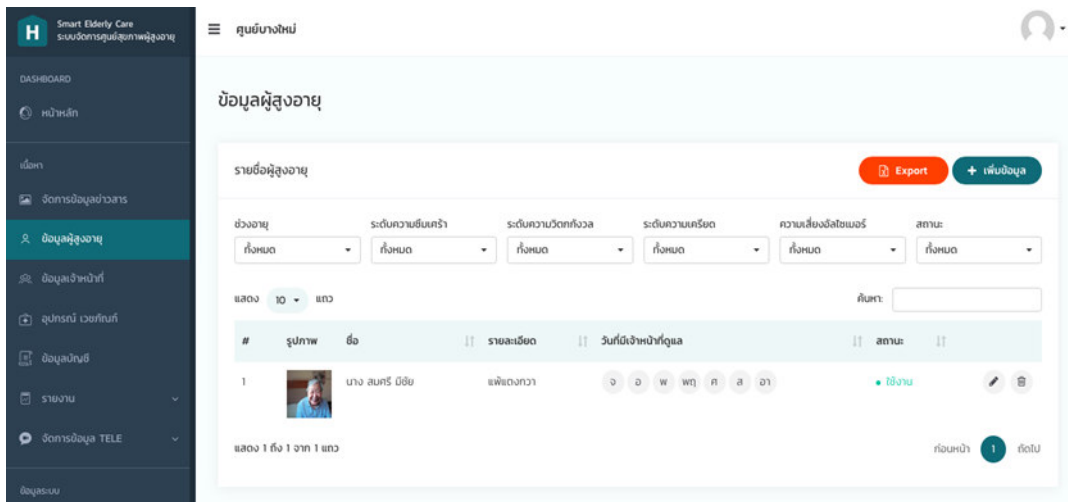 H
Smart Elderly Care
ระบบจัดการศูนย์สุขภาพผู้สูงอายุ
ศูนย์บางใหม่
DASHBOARD
หน้าหลัก
เนื้อหา
จัดการข้อมูลข่าวสาร
ข้อมูลผู้สูงอายุ
ข้อมูลเจ้าหน้าที่
อุปกรณ์ เวชภัณฑ์
ข้อมูลบัญชี
รายงาน
จัดการข้อมูล TELE
ข้อมูลระบบ
ข้อมูลผู้สูงอายุ
รายชื่อผู้สูงอายุ
Export
+ เพิ่มข้อมูล
ช่วงอายุ ระดับความซึมเศร้า ระดับความวิตกกังวล ระดับความเครียด ความเสี่ยงอัลไซเมอร์ สถานะ
ทั้งหมด ทั้งหมด ทั้งหมด ทั้งหมด ทั้งหมด ทั้งหมด
แสดง 10 แถว ค้นหา:
# รูปภาพ ชื่อ รายละเอียด วันที่มีเจ้าหน้าที่ดูแล สถานะ
1 นาง สมศรี มีชัย แพ้แตงกวา จ อ พ พฤ ศ ส อา ใช้งาน
แสดง 1 ถึง 1 จาก 1 แถว ก่อนหน้า 1 ถัดไป